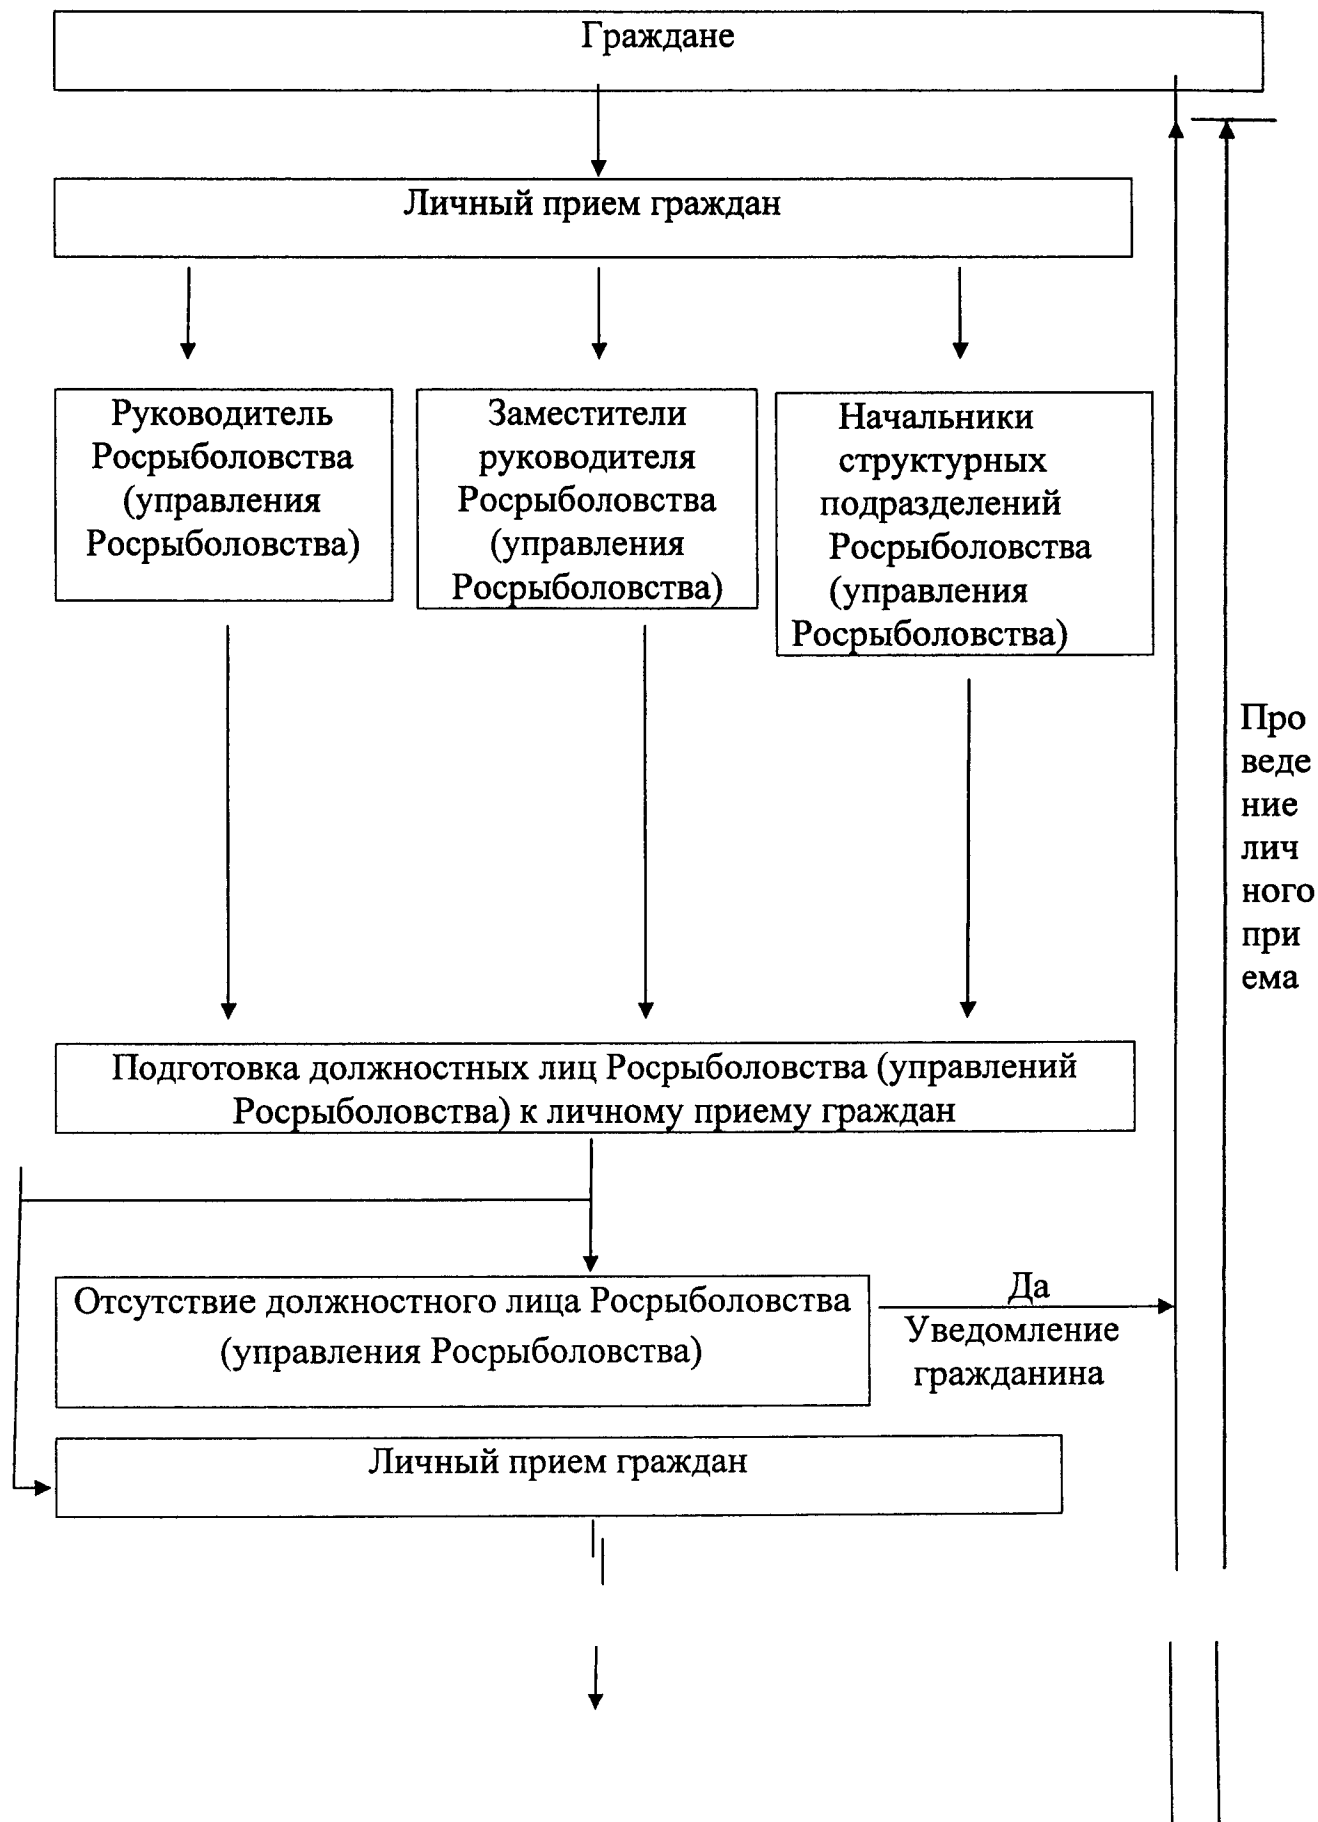 Граждане
Личный прием граждан
Руководитель
Росрыболовства
(управления
Росрыболовства)
Заместители
руководителя
Росрыболовства
(управления
Росрыболовства)
Начальники
структурных
подразделений
Росрыболовства
(управления
Росрыболовства)
Про
веде
ние
лич
ного
при
ема
Подготовка должностных лиц Росрыболовства (управлений
Росрыболовства) к личному приему граждан
Отсутствие должностного лица Росрыболовства
(управления Росрыболовства)
Да
Уведомление
гражданина
Личный прием граждан